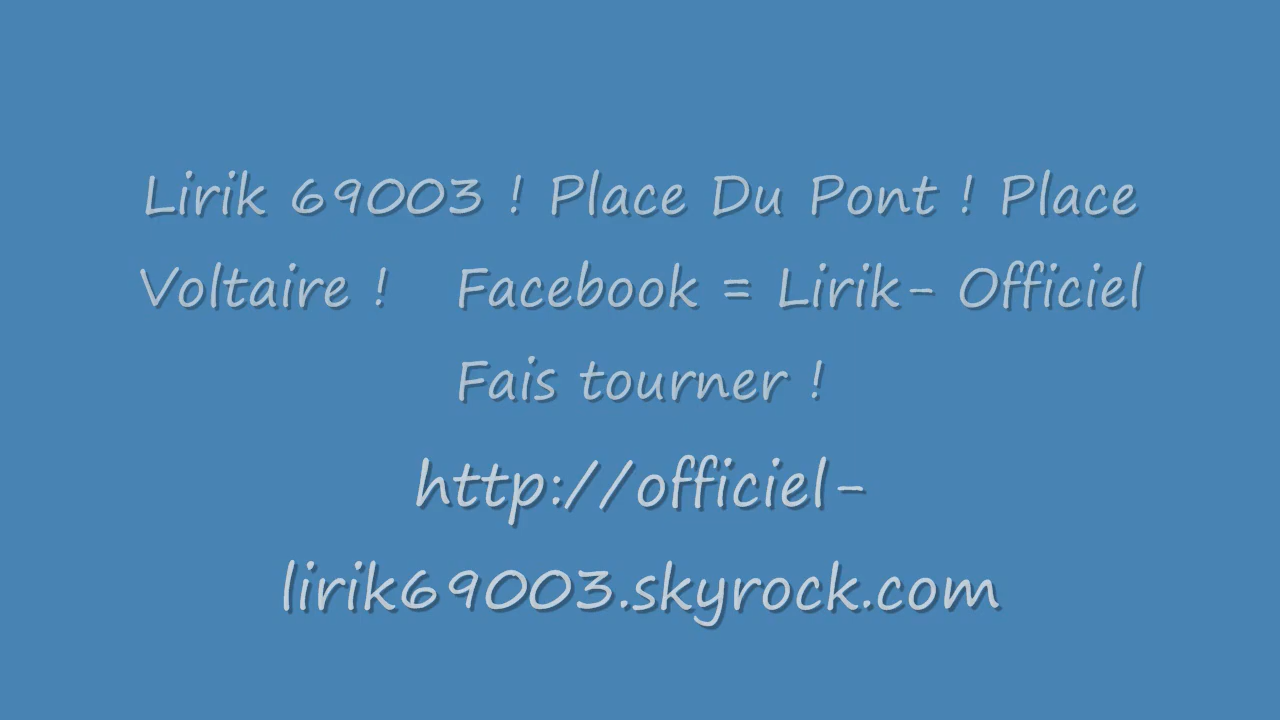 Lirik 69003 ! Place Du Pont ! Place
Voltaire ! Facebook = Lirik- Officiel
Fais tourner !
http://officiel-
lirik69003.skyrock.com